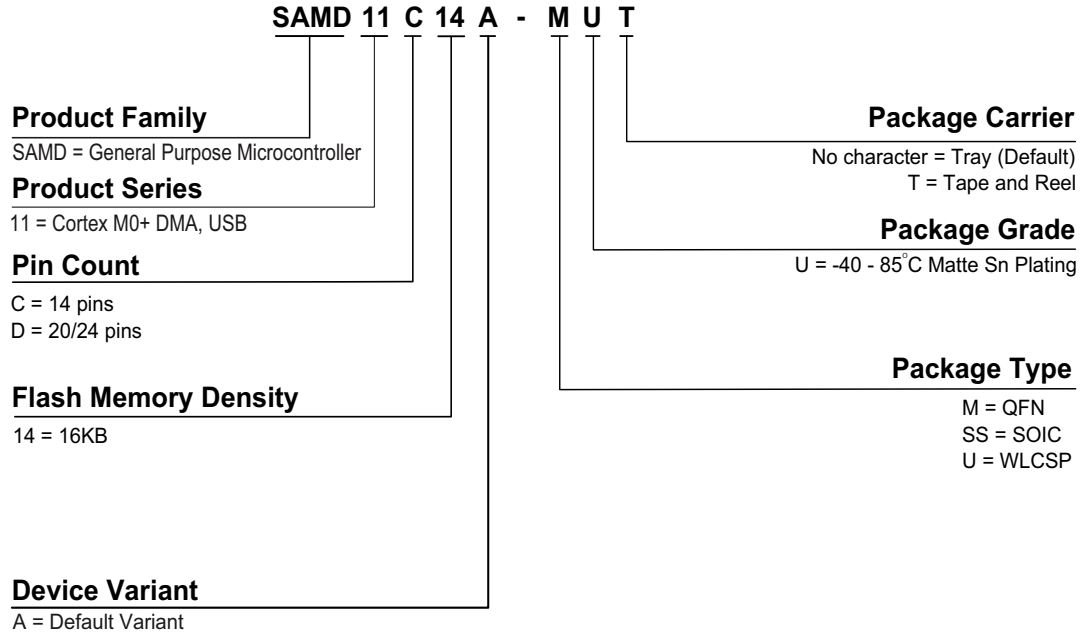 SAMD 11 C 14 A - M U T
Product Family
SAMD = General Purpose Microcontroller
Product Series
11 = Cortex M0+ DMA, USB
Pin Count
C = 14 pins
D = 20/24 pins
Flash Memory Density
14 = 16KB
Device Variant
A = Default Variant
Package Carrier
No character = Tray (Default)
T = Tape and Reel
Package Grade
U = -40 - 85°C Matte Sn Plating
Package Type
M = QFN
SS = SOIC
U = WLCSP